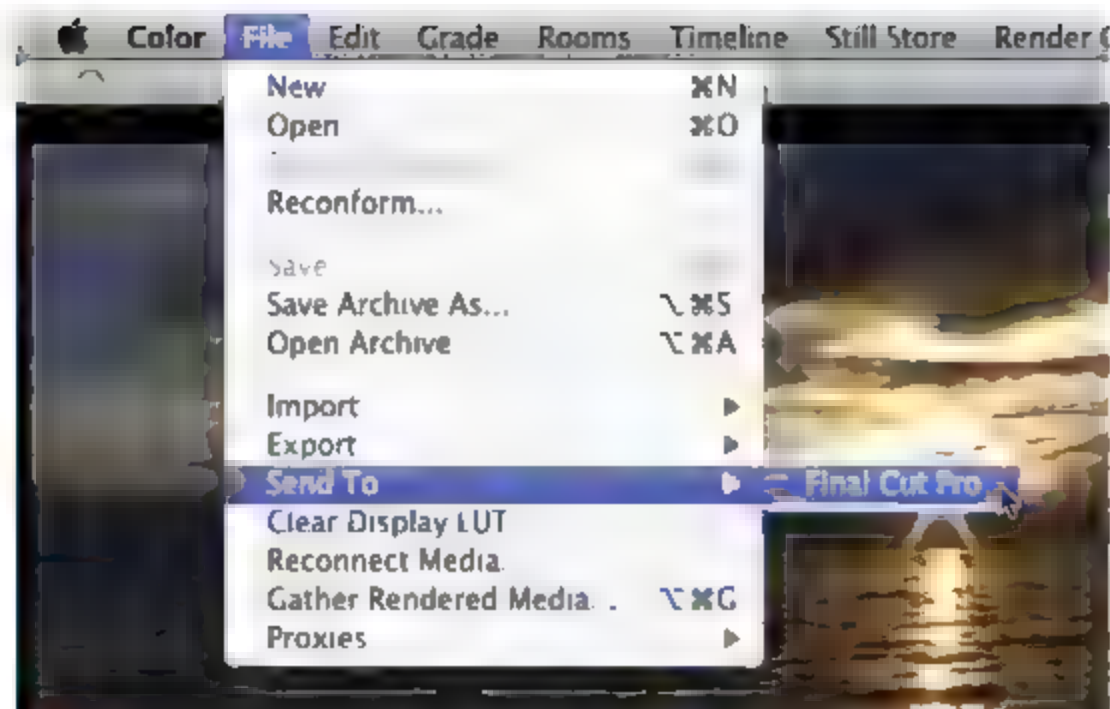 Color File Edit Grade Rooms Timeline Still Store Render
New ⌘N
Open ⌘O
Reconform...
Save
Save Archive As... ⌥⌘S
Open Archive ⌥⌘A
Import ▶
Export ▶
Send To ▶ Final Cut Pro
Clear Display LUT
Reconnect Media
Gather Rendered Media... ⌥⌘G
Proxies ▶